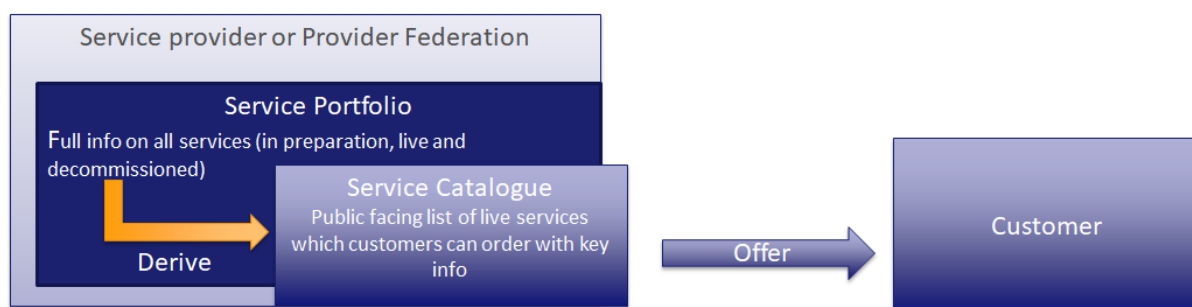 Service provider or Provider Federation
Service Portfolio
Full info on all services (in preparation, live and
decommissioned)
Derive
Service Catalogue
Public facing list of live services
which customers can order with key
info
Offer
Customer